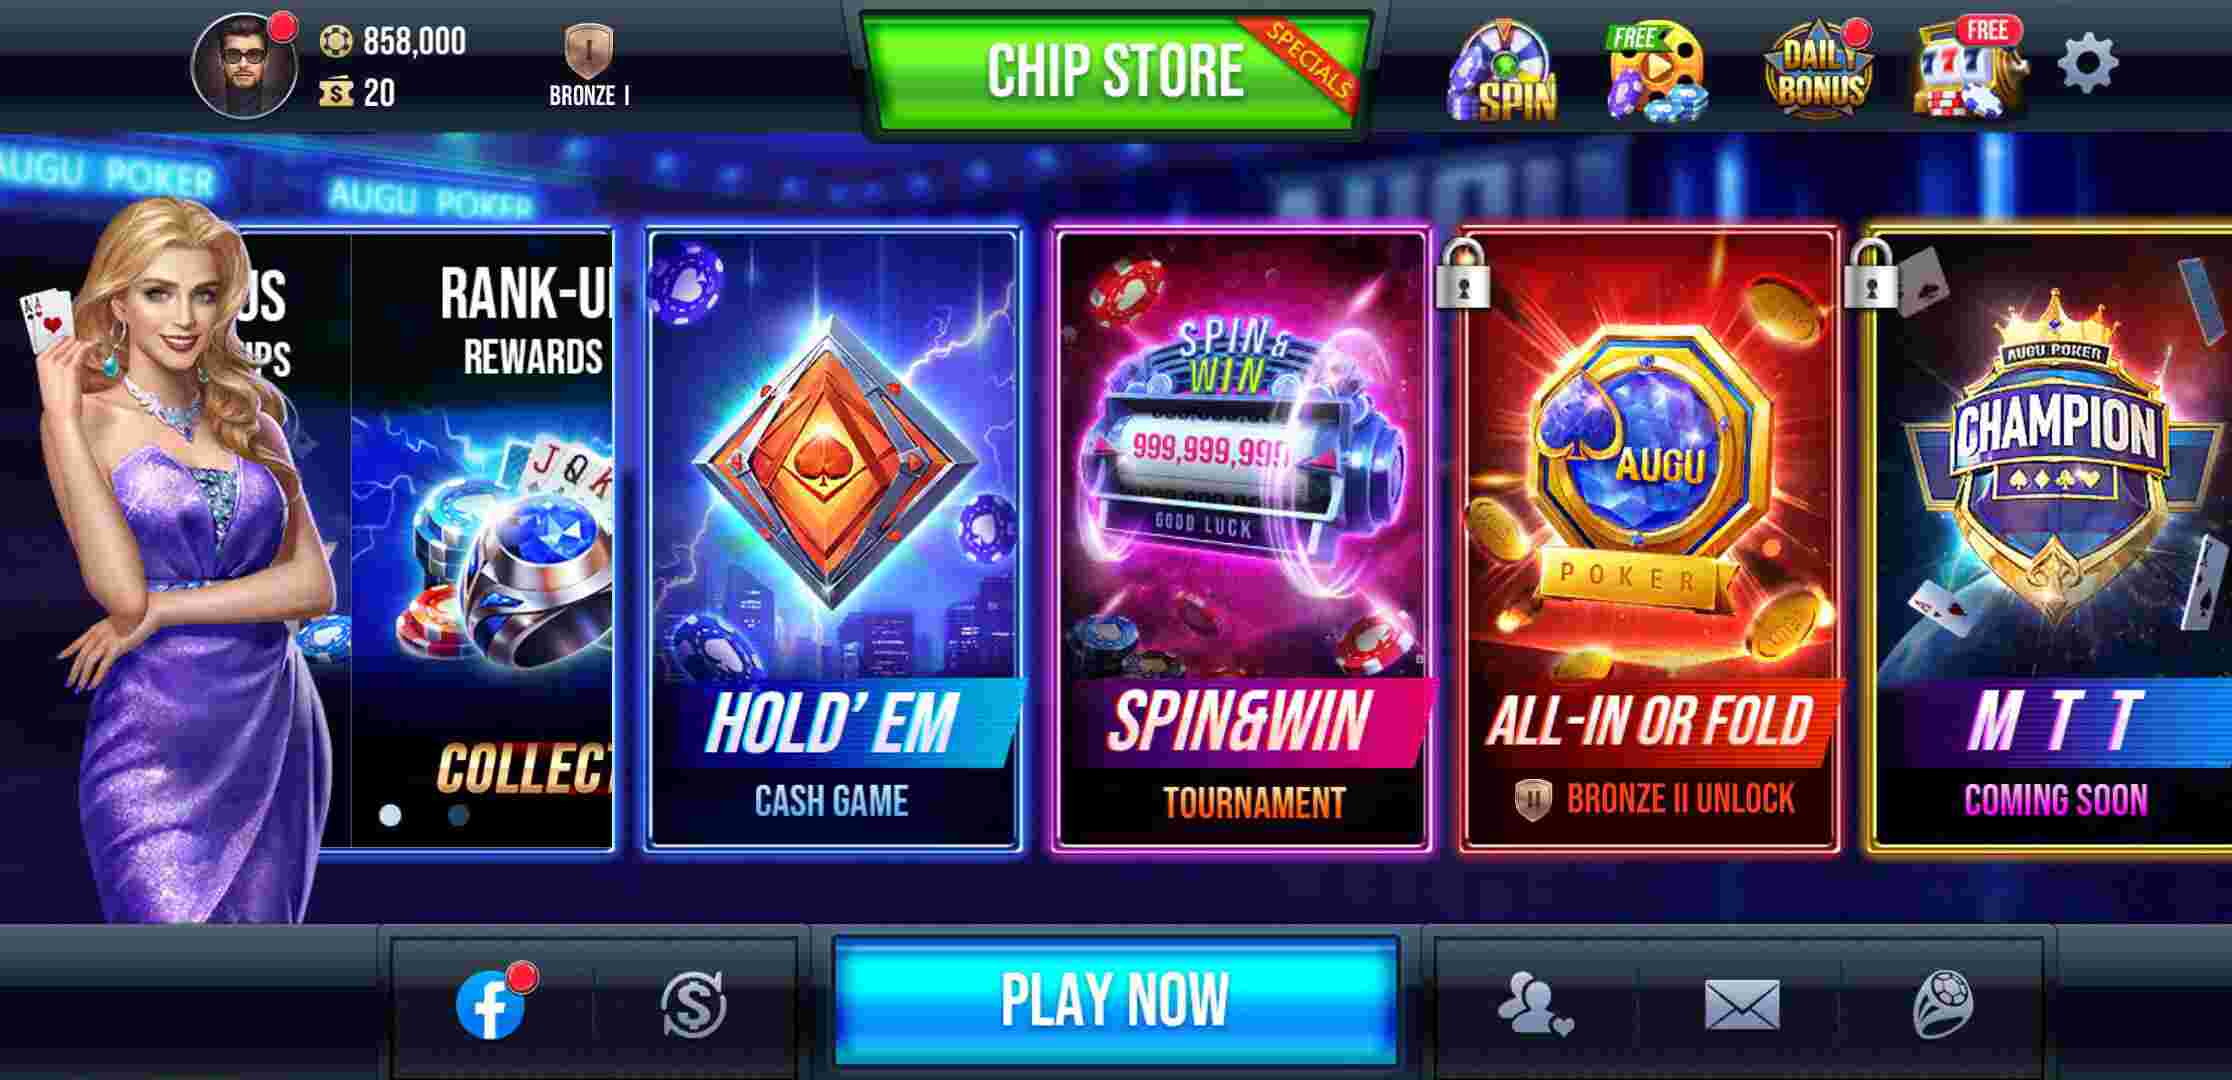 858,000
20
BRONZE I
CHIP STORE
SPECIALS
SPIN
FREE
DAILY
BONUS
FREE
AUGU POKER
AUGU POKER
AUGU
US
PS
RANK-U
REWARDS
COLLECT
J Q K
A A
SPIN&
WIN
999,999,999
GOOD LUCK
AUGU
POKER
AUGU POKER
CHAMPION
HOLD' EM
CASH GAME
SPIN&WIN
TOURNAMENT
ALL-IN OR FOLD
II BRONZE II UNLOCK
M T T
COMING SOON
PLAY NOW